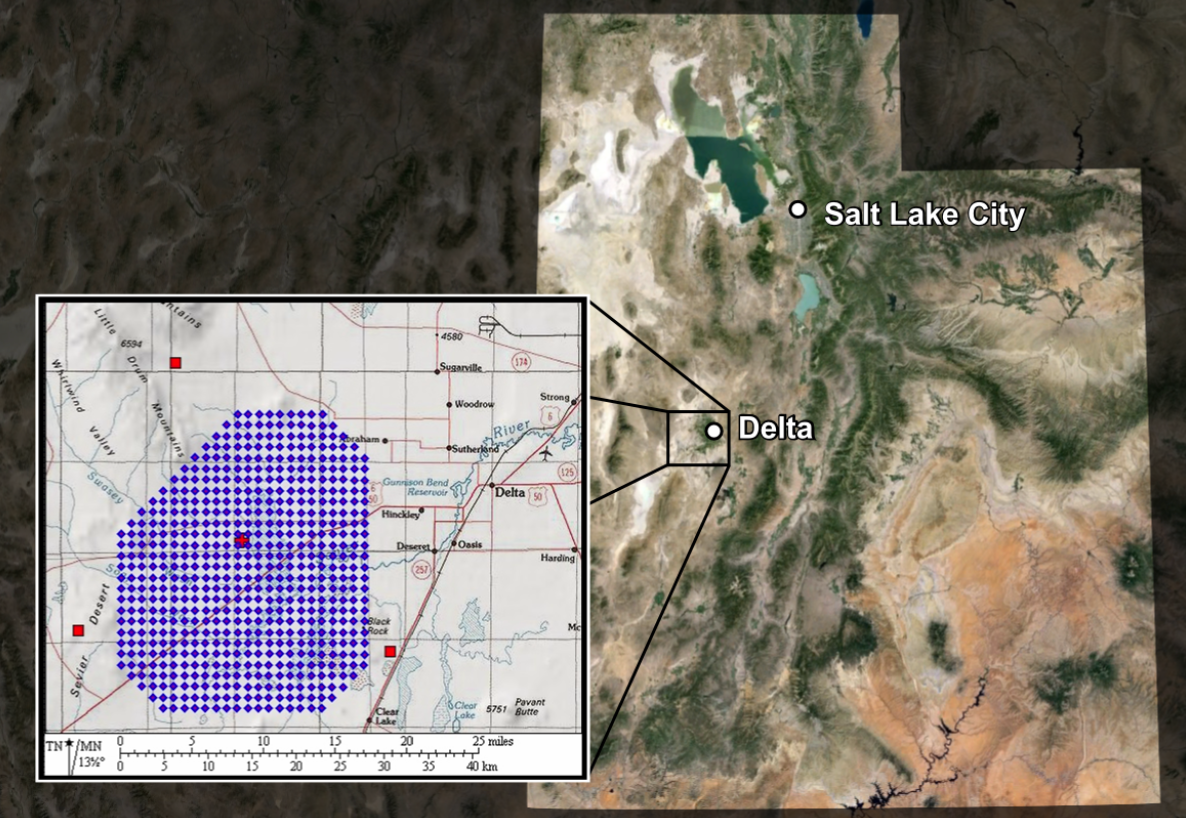 Salt Lake City
Delta
ntains
Little
Drum
Mountains
6594
Whirlwind
Valley
Swasey
4580
Sugarville
174
Woodrow
Strong
6
Abraham
Sutherland
River
125
Gunnison Bend
Reservoir
Delta
50
50
Hinckley
Deseret
Oasis
Harding
257
Sevier
Desert
Black
Rock
Mc
Clear
Lake
Clear
Lake
5751
Pavant
Butte
TN MN
13½°
0 5 10 15 20 25 miles
0 5 10 15 20 25 30 35 40 km